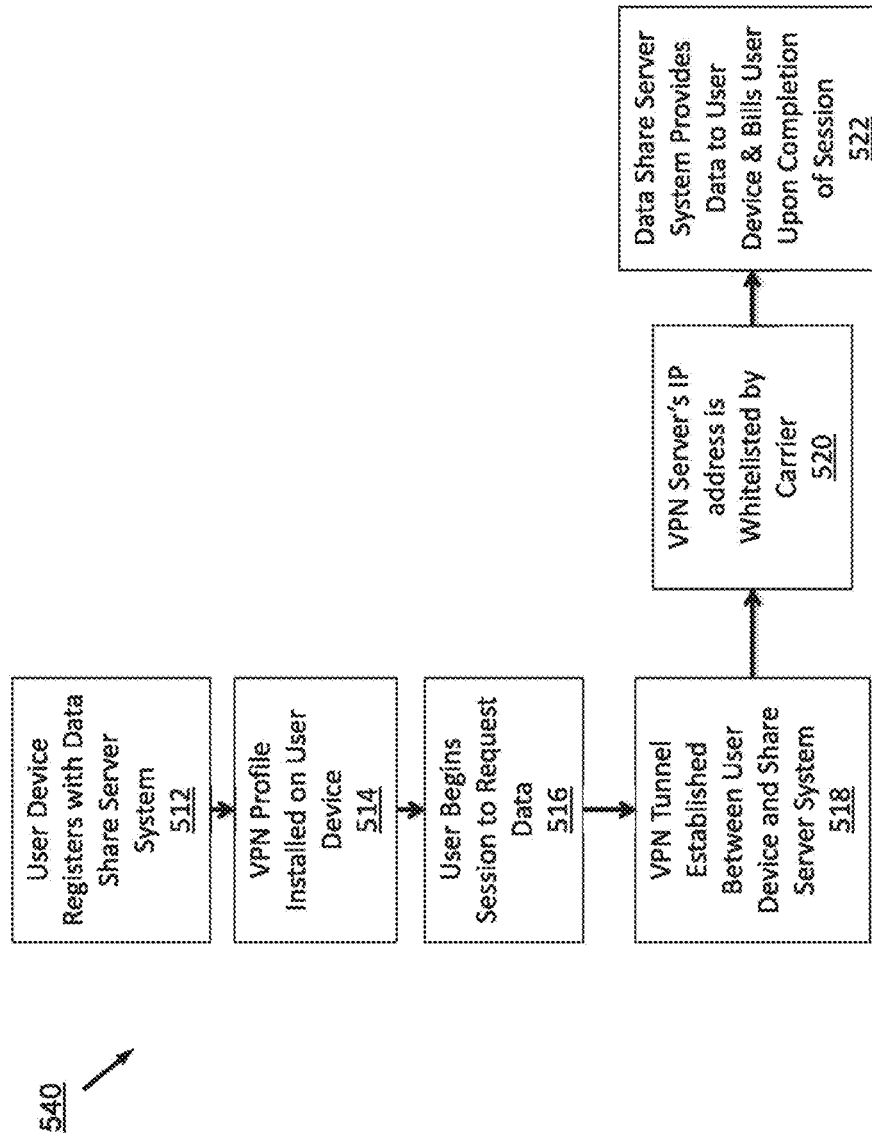 540
User Device
Registers with Data
Share Server
System
512
VPN Profile
Installed on User
Device
514
User Begins
Session to Request
Data
516
VPN Tunnel
Established
Between User
Device and Share
Server System
518
VPN Server's IP
address is
Whitelisted by
Carrier
520
Data Share Server
System Provides
Data to User
Device & Bills User
Upon Completion
of Session
522